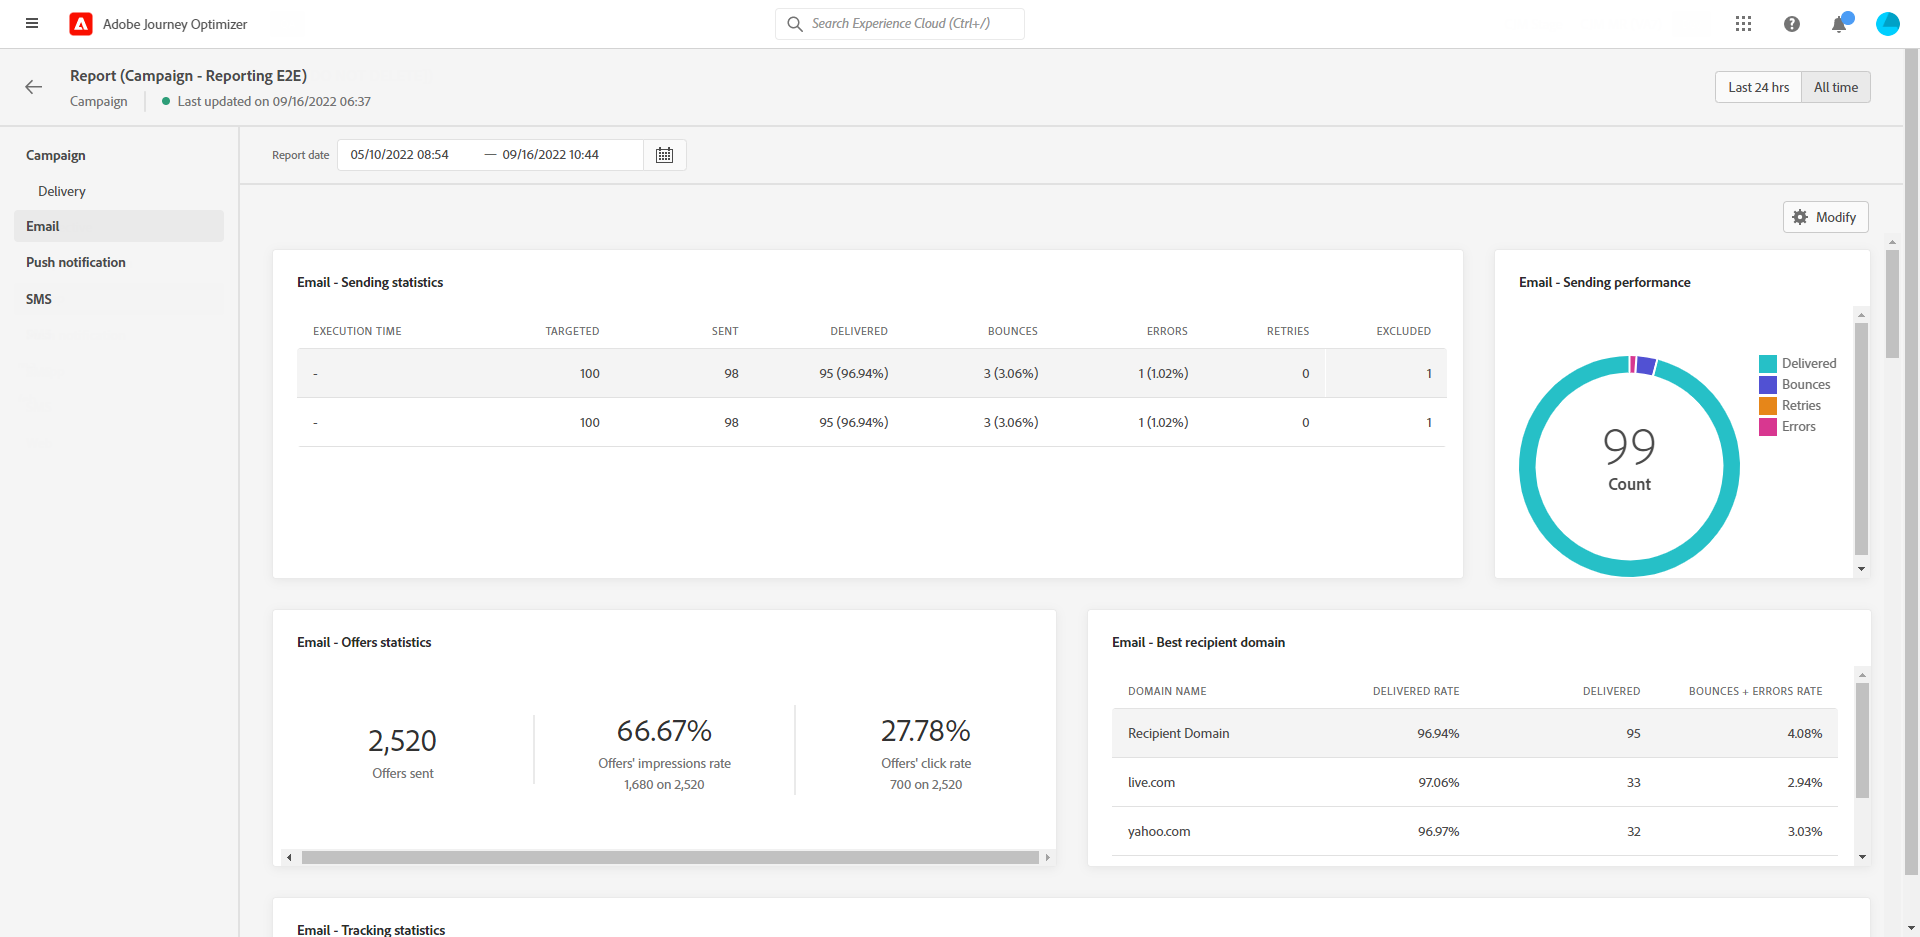 Adobe Journey Optimizer
Search Experience Cloud (Ctrl+/)
Report (Campaign - Reporting E2E)
Campaign
Last updated on 09/16/2022 06:37
Last 24 hrs
All time
Campaign
Delivery
Email
Push notification
SMS
Report date
05/10/2022 08:54 — 09/16/2022 10:44
Modify
Email - Sending statistics
EXECUTION TIME TARGETED SENT DELIVERED BOUNCES ERRORS RETRIES EXCLUDED
- 100 98 95 (96.94%) 3 (3.06%) 1 (1.02%) 0 1
- 100 98 95 (96.94%) 3 (3.06%) 1 (1.02%) 0 1
Email - Sending performance
99
Count
Delivered
Bounces
Retries
Errors
Email - Offers statistics
2,520
Offers sent
66.67%
Offers' impressions rate
1,680 on 2,520
27.78%
Offers' click rate
700 on 2,520
Email - Best recipient domain
DOMAIN NAME DELIVERED RATE DELIVERED BOUNCES + ERRORS RATE
Recipient Domain 96.94% 95 4.08%
live.com 97.06% 33 2.94%
yahoo.com 96.97% 32 3.03%
Email - Tracking statistics